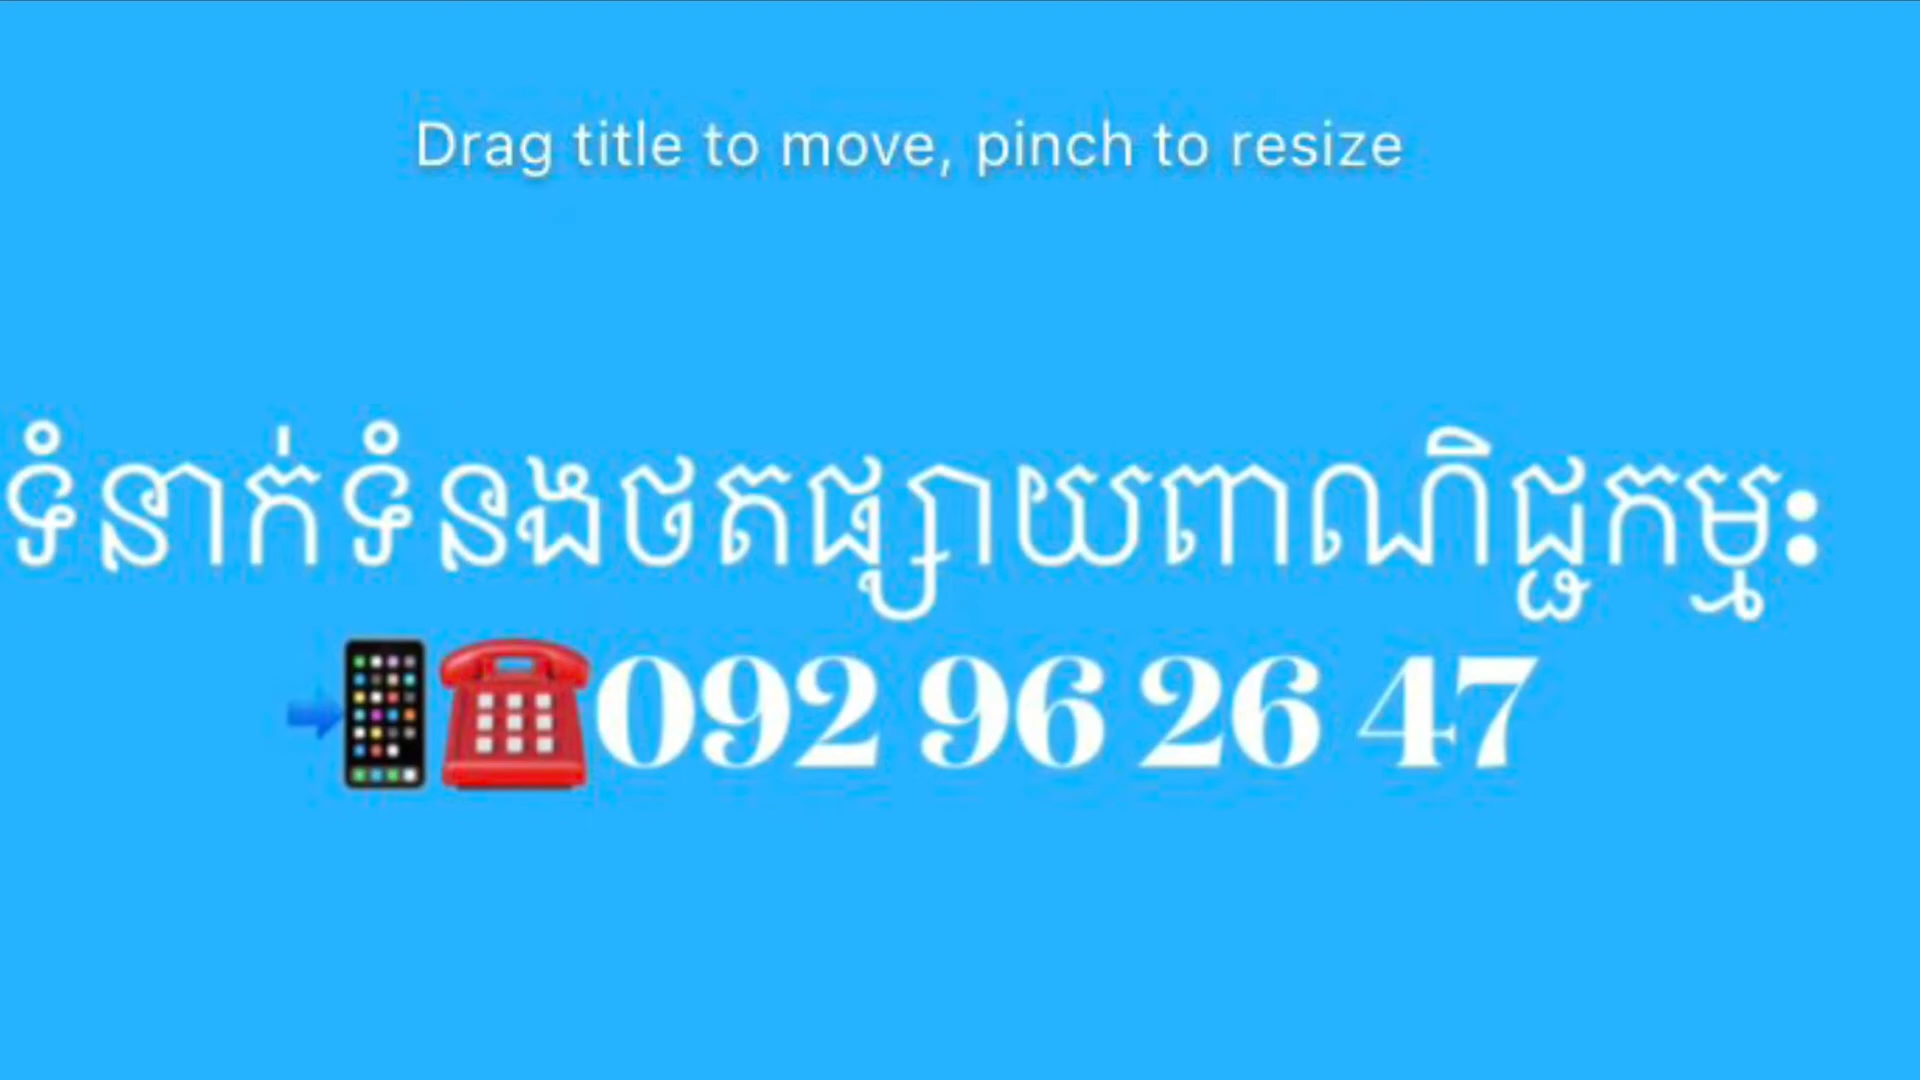 Drag title to move, pinch to resize
ទំនាក់ទំនងថតផ្សាយពាណិជ្ជកម្ម:
📲☎️092 96 26 47